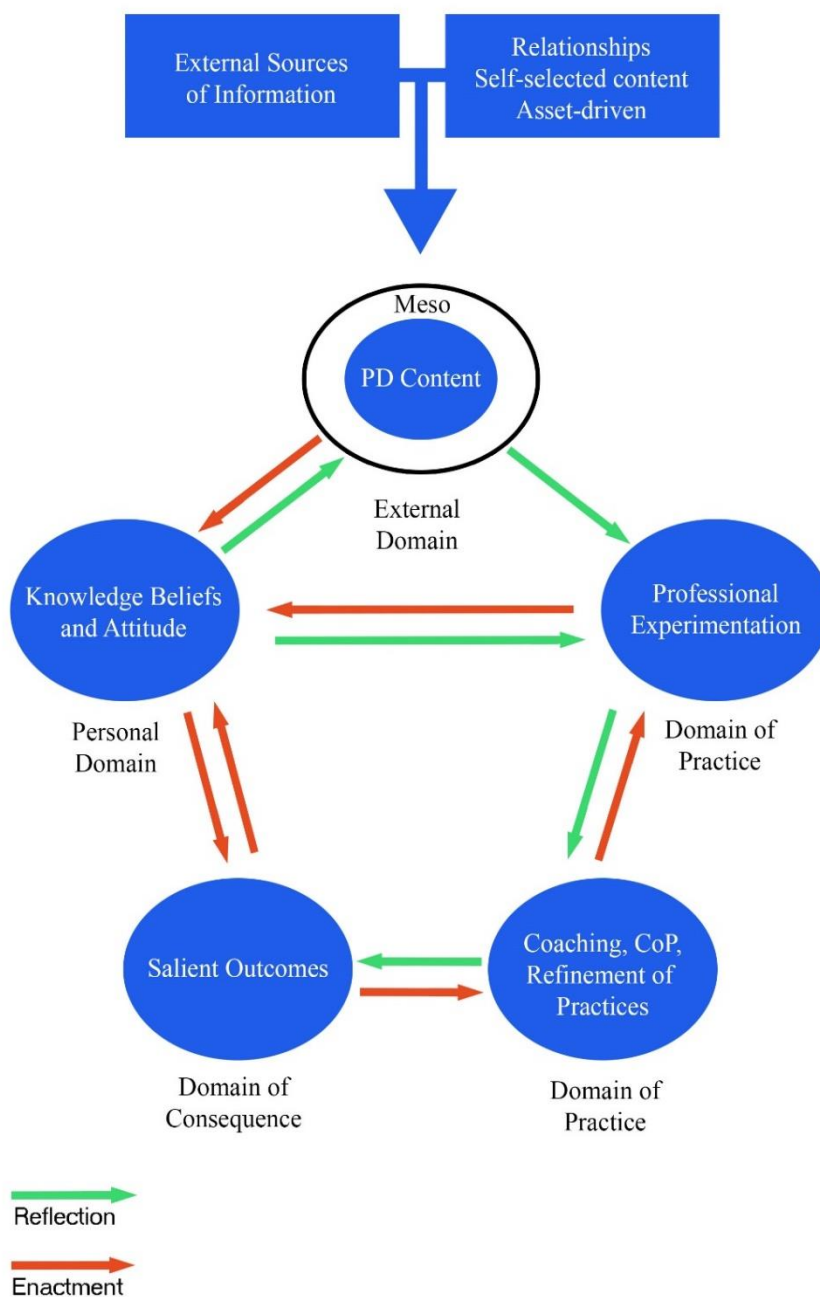 External Sources
of Information
Relationships
Self-selected content
Asset-driven
Meso
PD Content
External
Domain
Knowledge Beliefs
and Attitude
Professional
Experimentation
Personal
Domain
Domain of
Practice
Salient Outcomes
Coaching, CoP,
Refinement of
Practices
Domain of
Consequence
Domain of
Practice
Reflection
Enactment